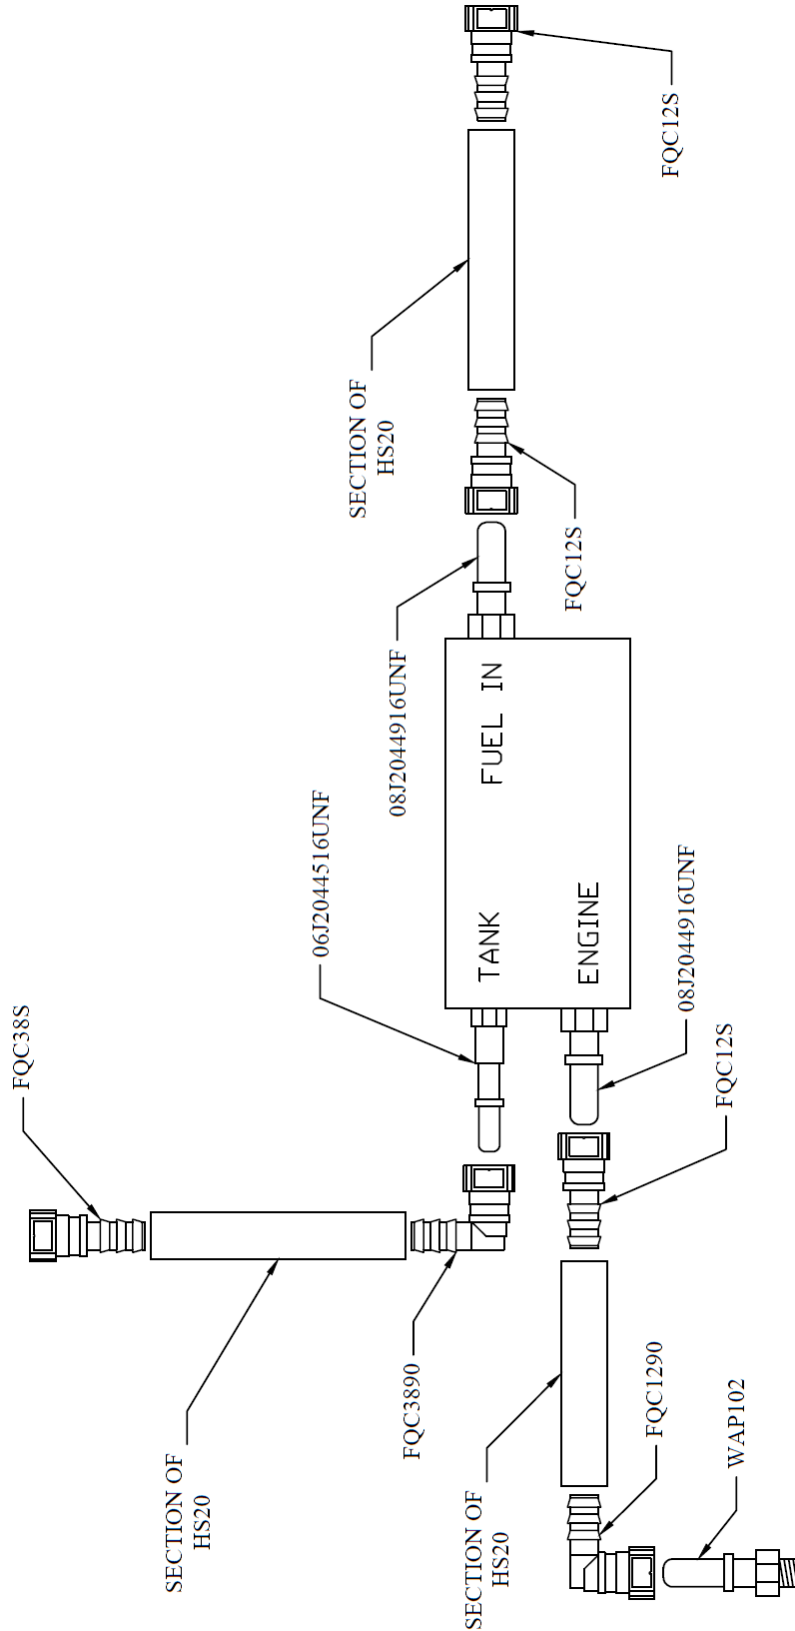 FQC38S
SECTION OF
HS20
FQC3890
06J2044516UNF
08J2044916UNF
SECTION OF
HS20
FQC12S
FQC12S
TANK
FUEL IN
ENGINE
08J2044916UNF
FQC12S
SECTION OF
HS20
FQC1290
WAP102